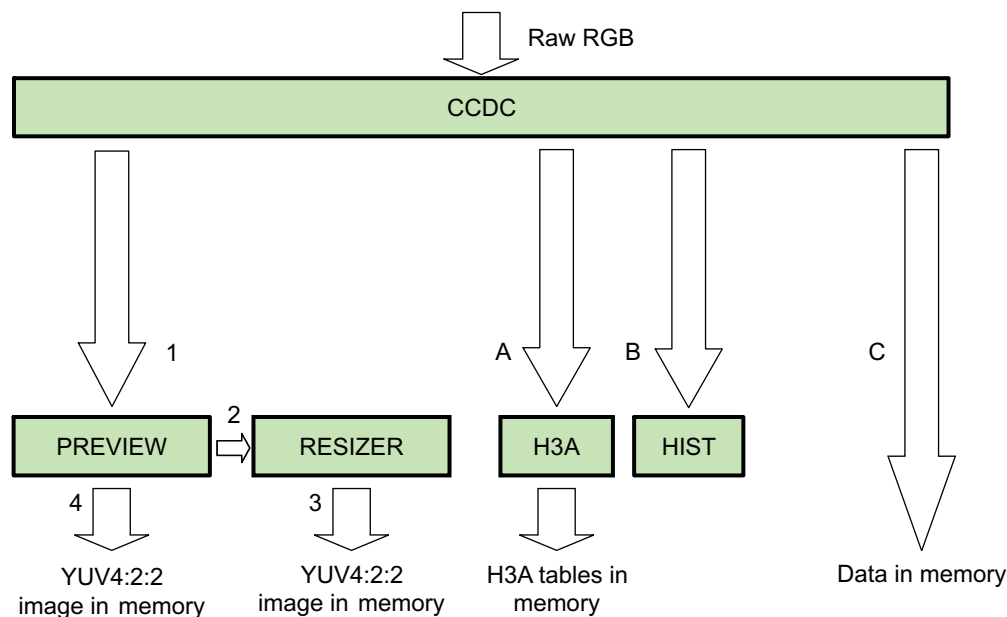 Raw RGB
CCDC
1
A
B
C
2
PREVIEW
RESIZER
H3A
HIST
4
3
YUV4:2:2
image in memory
YUV4:2:2
image in memory
H3A tables in
memory
Data in memory